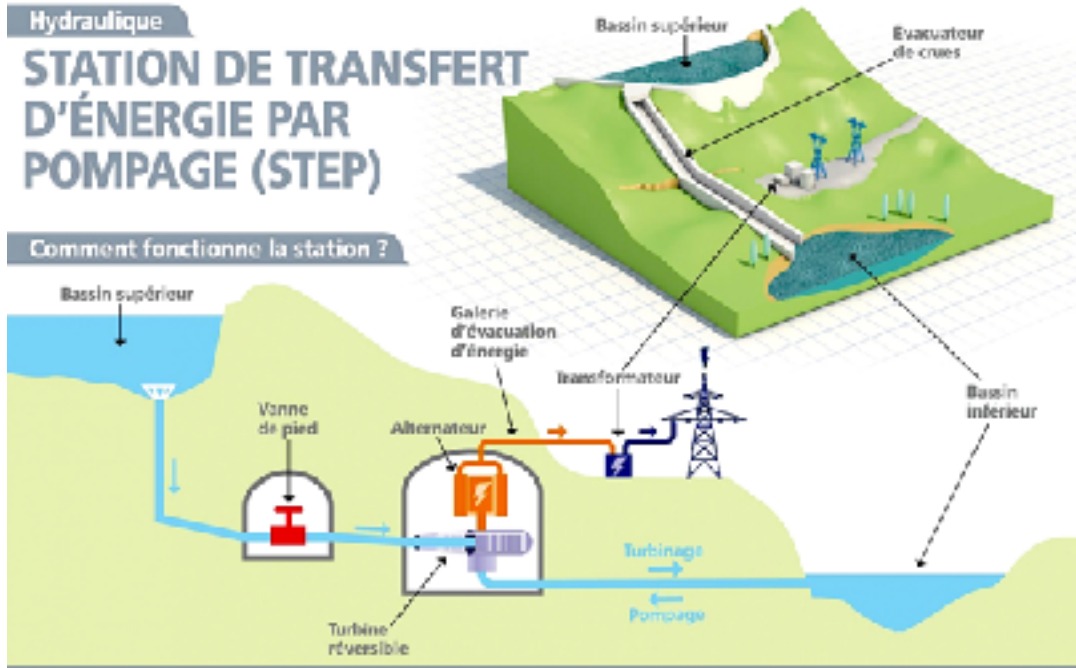 Hydraulique
STATION DE TRANSFERT
D'ÉNERGIE PAR
POMPAGE (STEP)
Bassin supérieur
Évacuateur
de crues
Comment fonctionne la station ?
Bassin supérieur
Galerie
d'évacuation
d'énergie
Transformateur
Bassin
inférieur
Vanne
de pied
Alternateur
Turbinage
Pompage
Turbine
réversible